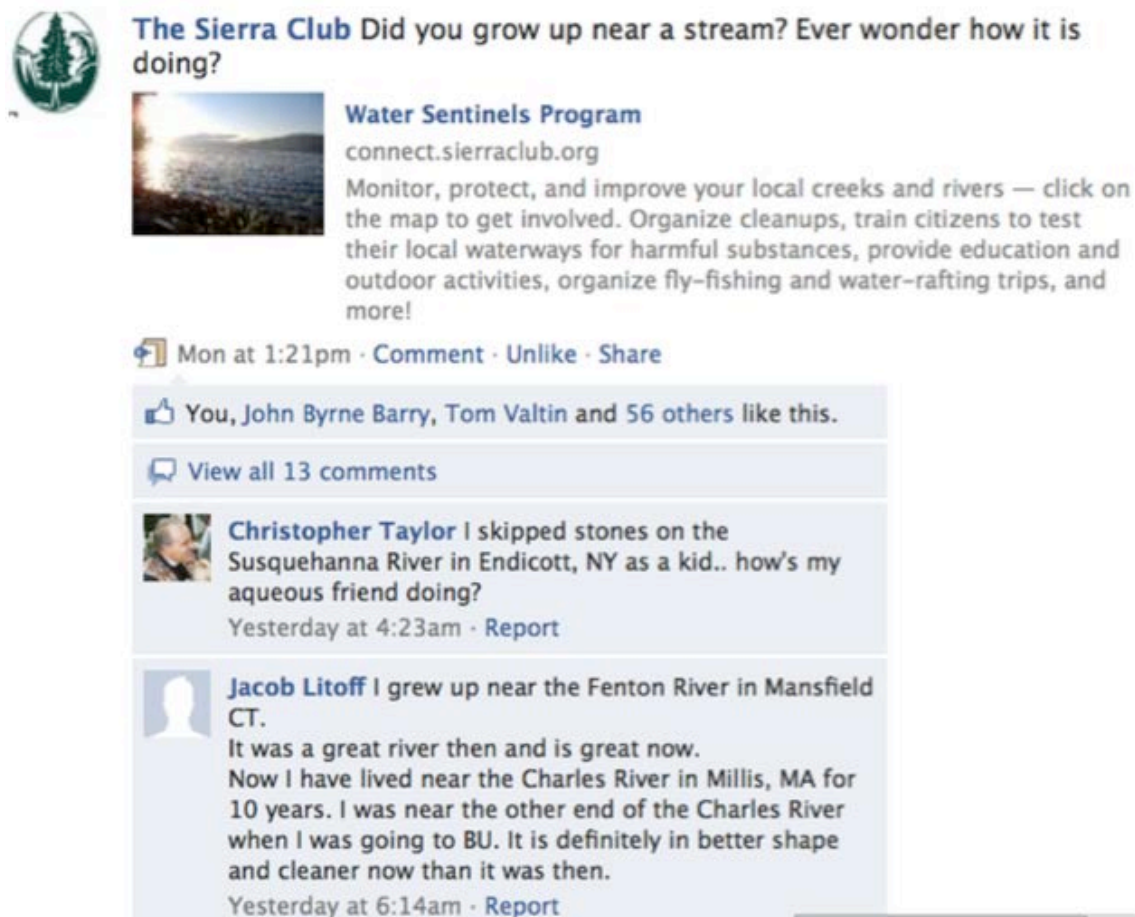 The Sierra Club Did you grow up near a stream? Ever wonder how it is
doing?
Water Sentinels Program
connect.sierraclub.org
Monitor, protect, and improve your local creeks and rivers — click on
the map to get involved. Organize cleanups, train citizens to test
their local waterways for harmful substances, provide education and
outdoor activities, organize fly-fishing and water-rafting trips, and
more!
Mon at 1:21pm · Comment · Unlike · Share
You, John Byrne Barry, Tom Valtin and 56 others like this.
View all 13 comments
Christopher Taylor I skipped stones on the
Susquehanna River in Endicott, NY as a kid.. how's my
aqueous friend doing?
Yesterday at 4:23am · Report
Jacob Litoff I grew up near the Fenton River in Mansfield
CT.
It was a great river then and is great now.
Now I have lived near the Charles River in Millis, MA for
10 years. I was near the other end of the Charles River
when I was going to BU. It is definitely in better shape
and cleaner now than it was then.
Yesterday at 6:14am · Report